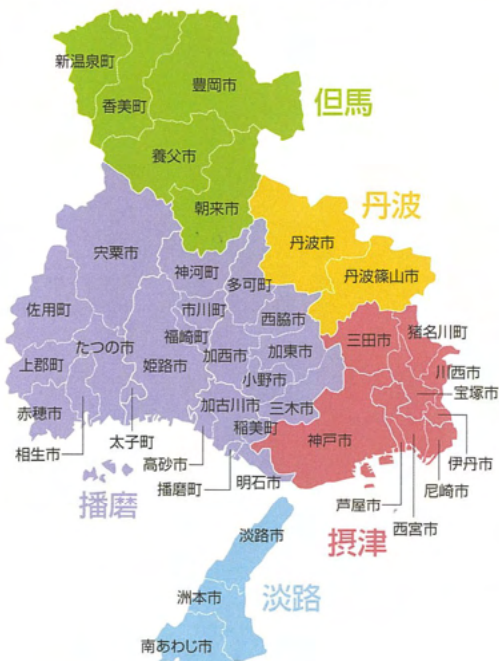 新温泉町
豊岡市
香美町
但馬
養父市
朝来市
丹波
宍粟市
丹波市
神河町
多可町
丹波篠山市
佐用町
市川町
西脇市
猪名川町
三田市
福崎町
たつの市
加西市
加東市
上郡町
姫路市
川西市
小野市
宝塚市
赤穂市
加古川市
三木市
稲美町
相生市
太子町
神戸市
高砂市
伊丹市
播磨町
明石市
尼崎市
芦屋市
播磨
西宮市
摂津
淡路市
洲本市
淡路
南あわじ市